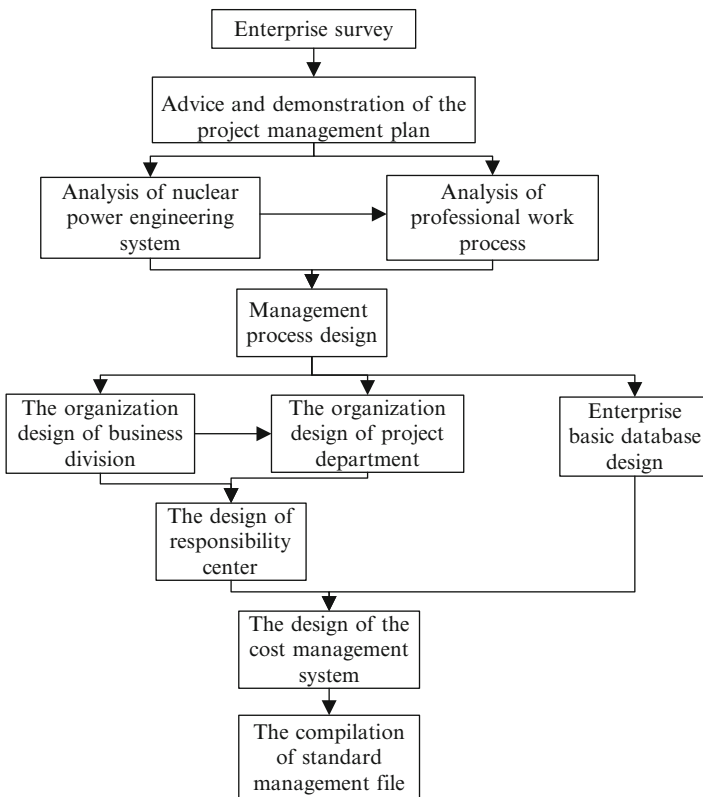 Enterprise survey
Advice and demonstration of the
project management plan
Analysis of nuclear
power engineering
system
Analysis of
professional work
process
Management
process design
The organization
design of business
division
The organization
design of project
department
Enterprise
basic database
design
The design of
responsibility
center
The design of the
cost management
system
The compilation
of standard
management file